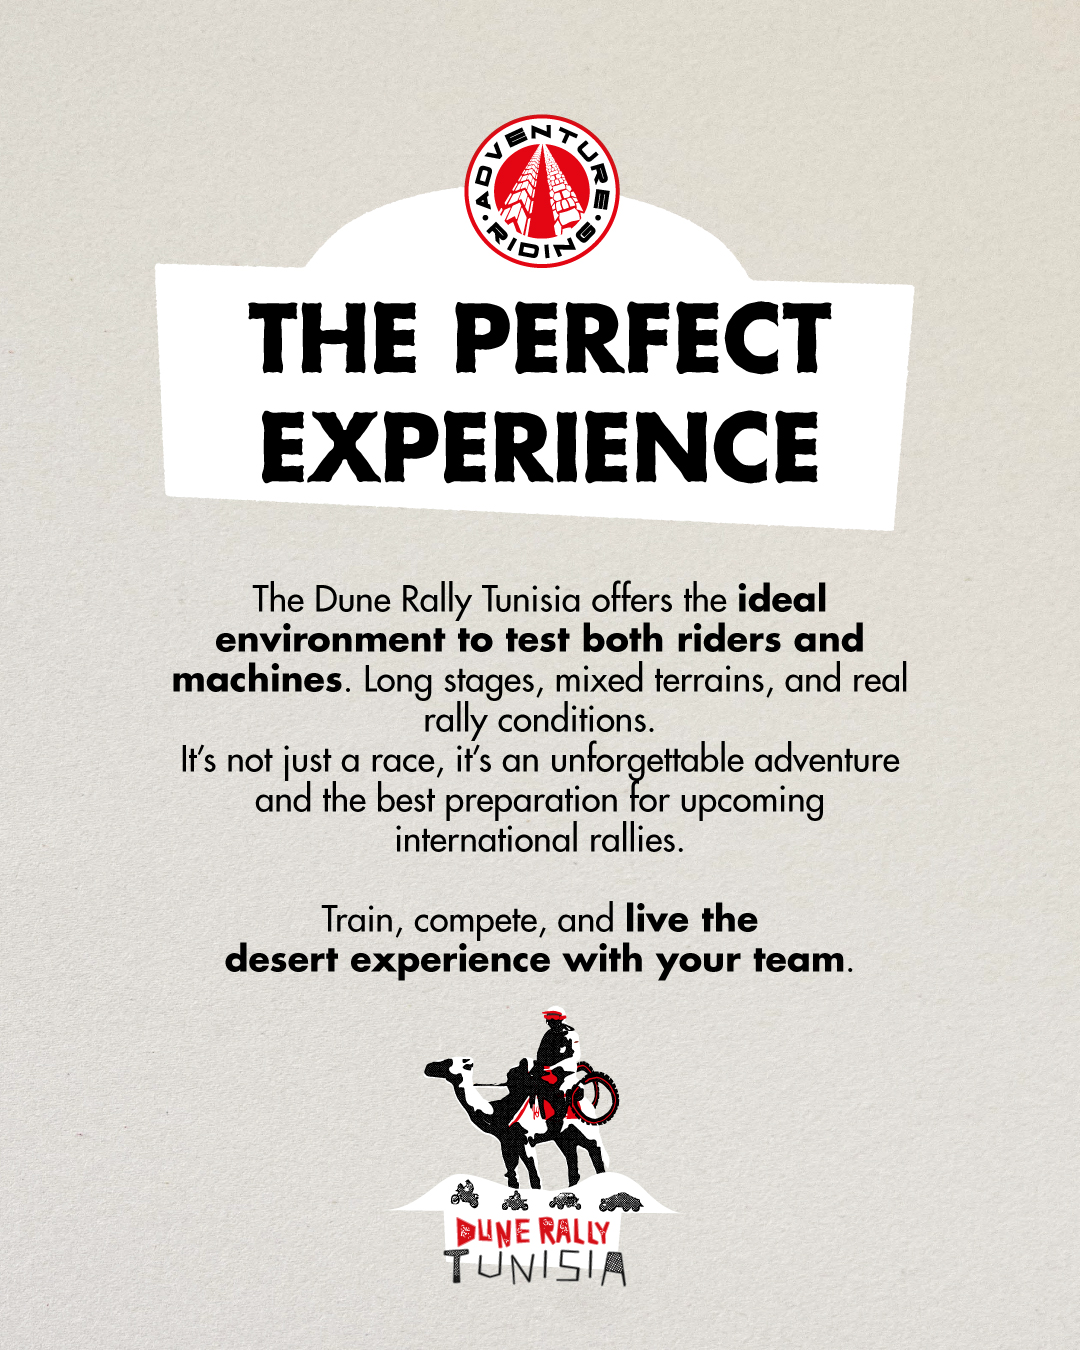 ADVENTURE
RIDING
THE PERFECT
EXPERIENCE
The Dune Rally Tunisia offers the ideal
environment to test both riders and
machines. Long stages, mixed terrains, and real
rally conditions.
It's not just a race, it's an unforgettable adventure
and the best preparation for upcoming
international rallies.
Train, compete, and live the
desert experience with your team.
DUNE RALLY
TUNISIA